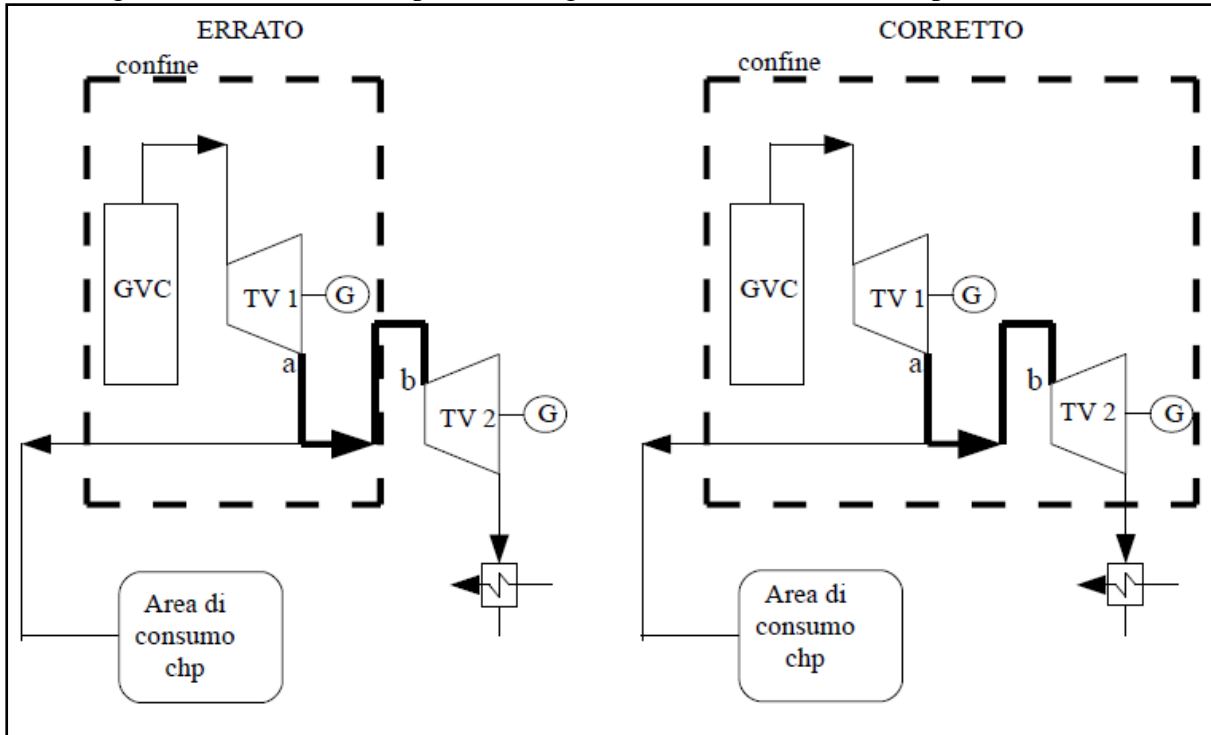 ERRATO
confine
GVC
TV 1
G
a
b
TV 2
G
Area di
consumo
chp
CORRETTO
confine
GVC
TV 1
G
a
b
TV 2
G
Area di
consumo
chp